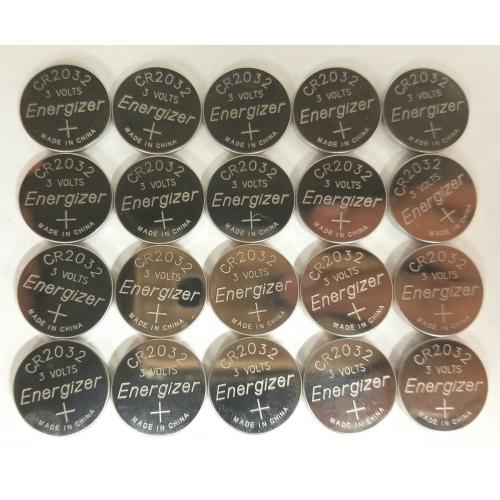 CR2032
3 VOLTS
Energizer
+
MADE IN CHINA
CR2032
3 VOLTS
Energizer
+
MADE IN CHINA
CR2032
3 VOLTS
Energizer
+
MADE IN CHINA
CR2032
3 VOLTS
Energizer
+
MADE IN CHINA
CR2032
3 VOLTS
Energizer
+
MADE IN CHINA
CR2032
3 VOLTS
Energizer
+
MADE IN CHINA
CR2032
3 VOLTS
Energizer
+
MADE IN CHINA
CR2032
3 VOLTS
Energizer
+
MADE IN CHINA
CR2032
3 VOLTS
Energizer
+
MADE IN CHINA
CR2032
3 VOLTS
Energizer
+
MADE IN CHINA
CR2032
3 VOLTS
Energizer
+
MADE IN CHINA
CR2032
3 VOLTS
Energizer
+
MADE IN CHINA
CR2032
3 VOLTS
Energizer
+
MADE IN CHINA
CR2032
3 VOLTS
Energizer
+
MADE IN CHINA
CR2032
3 VOLTS
Energizer
+
MADE IN CHINA
CR2032
3 VOLTS
Energizer
+
MADE IN CHINA
CR2032
3 VOLTS
Energizer
+
MADE IN CHINA
CR2032
3 VOLTS
Energizer
+
MADE IN CHINA
CR2032
3 VOLTS
Energizer
+
MADE IN CHINA
CR2032
3 VOLTS
Energizer
+
MADE IN CHINA